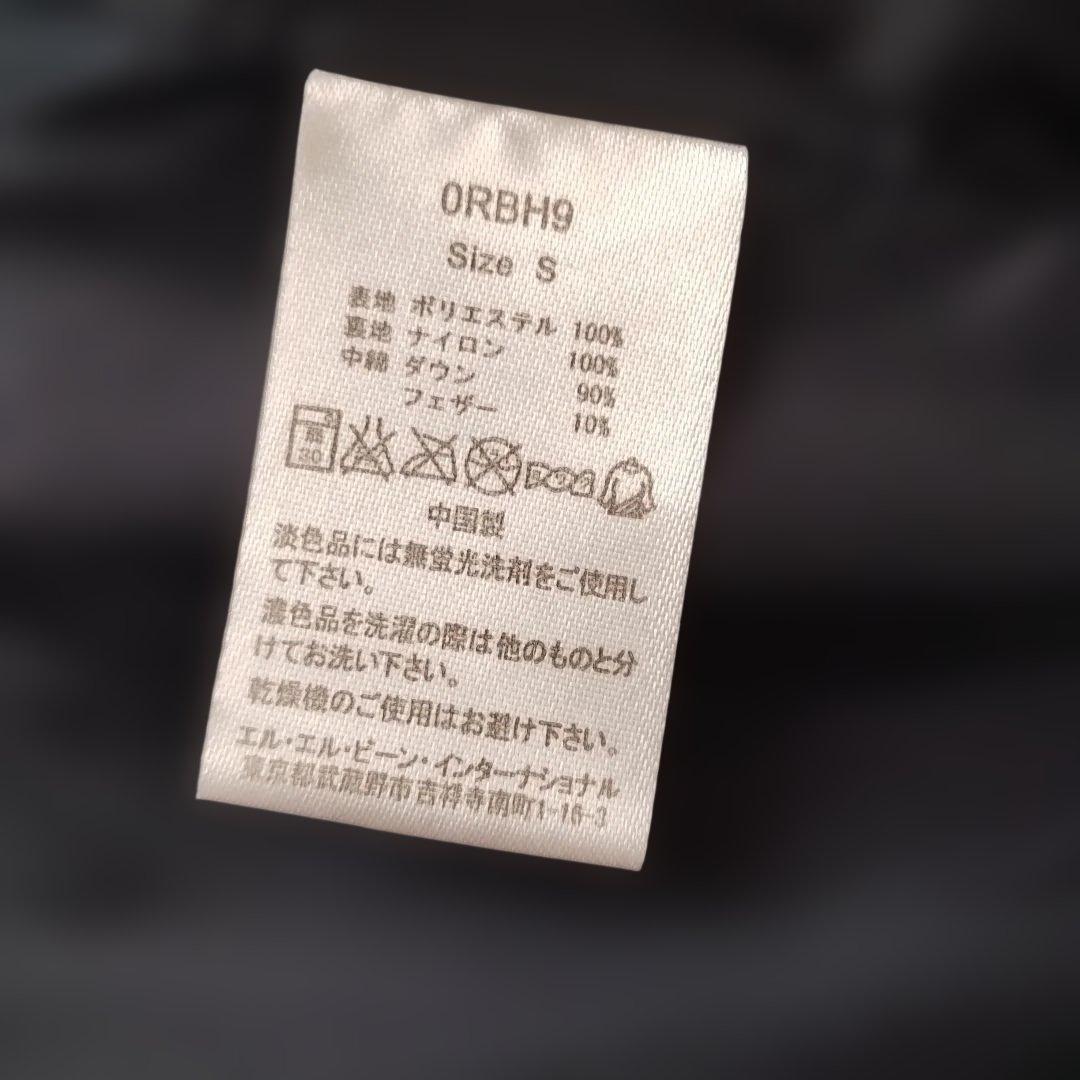 0RBH9
Size S
表地 ポリエステル 100%
裏地 ナイロン 100%
中綿 ダウン 90%
フェザー 10%
30
中国製
淡色品には無蛍光洗剤をご使用し
て下さい。
濃色品を洗濯の際は他のものと分
けてお洗い下さい。
乾燥機のご使用はお避け下さい。
エル・エル・ビーン・インターナショナル
東京都武蔵野市吉祥寺南町1-16-3